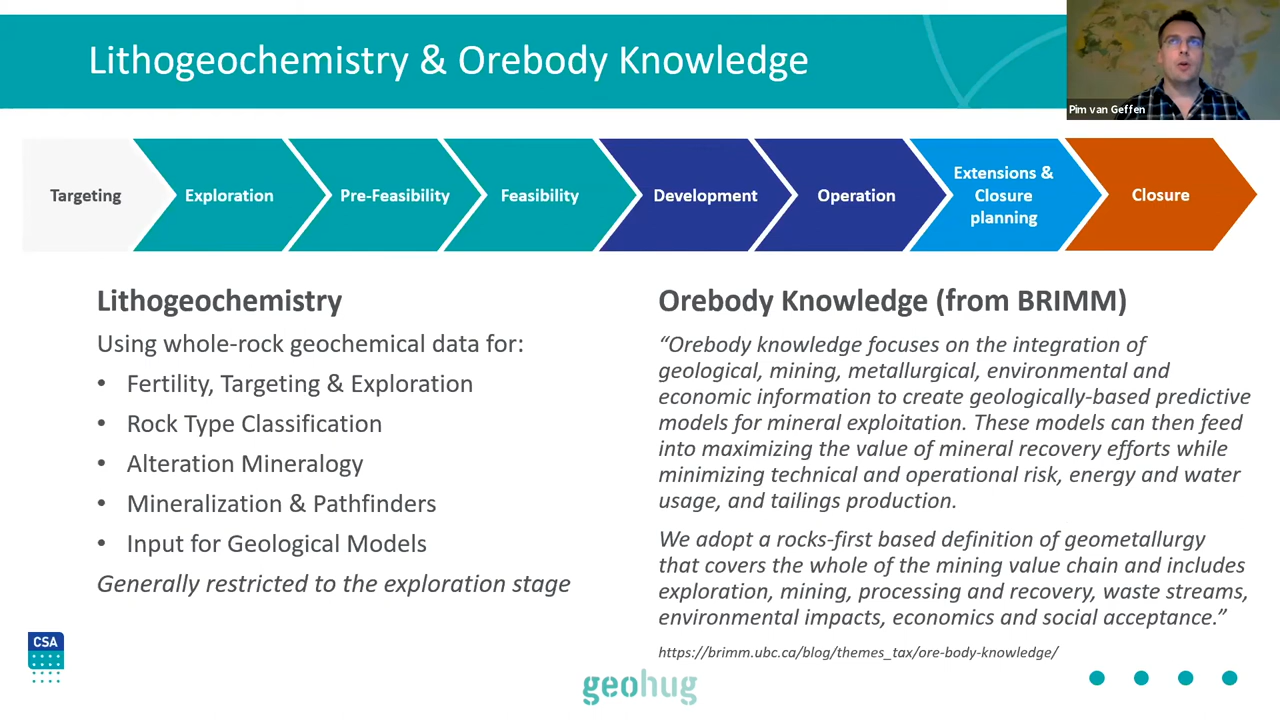 Lithogeochemistry & Orebody Knowledge
Pim van Geffen
Targeting
Exploration
Pre-Feasibility
Feasibility
Development
Operation
Extensions &
Closure
planning
Closure
Lithogeochemistry
Using whole-rock geochemical data for:
• Fertility, Targeting & Exploration
• Rock Type Classification
• Alteration Mineralogy
• Mineralization & Pathfinders
• Input for Geological Models
Generally restricted to the exploration stage
Orebody Knowledge (from BRIMM)
“Orebody knowledge focuses on the integration of
geological, mining, metallurgical, environmental and
economic information to create geologically-based predictive
models for mineral exploitation. These models can then feed
into maximizing the value of mineral recovery efforts while
minimizing technical and operational risk, energy and water
usage, and tailings production.
We adopt a rocks-first based definition of geometallurgy
that covers the whole of the mining value chain and includes
exploration, mining, processing and recovery, waste streams,
environmental impacts, economics and social acceptance.”
https://brimm.ubc.ca/blog/themes_tax/ore-body-knowledge/
CSA
geohug